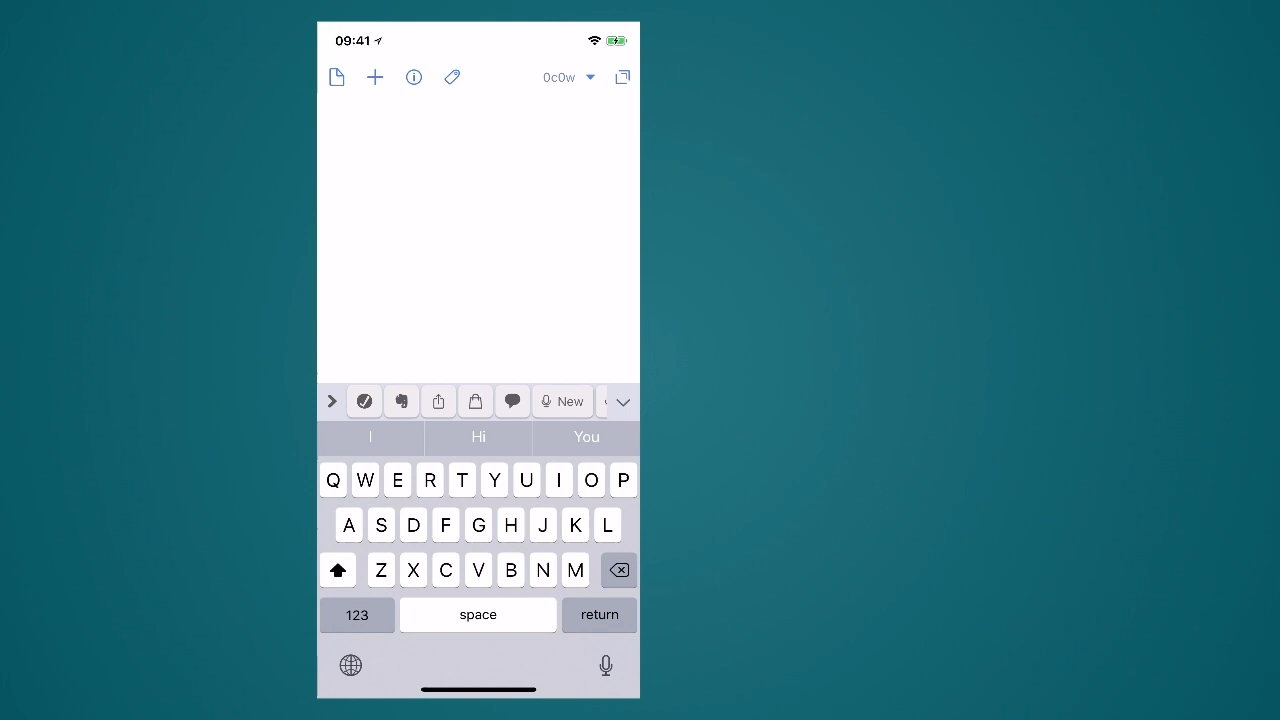 09:41
0c0w
New
I Hi You
Q W E R T Y U I O P
A S D F G H J K L
Z X C V B N M
123 space return